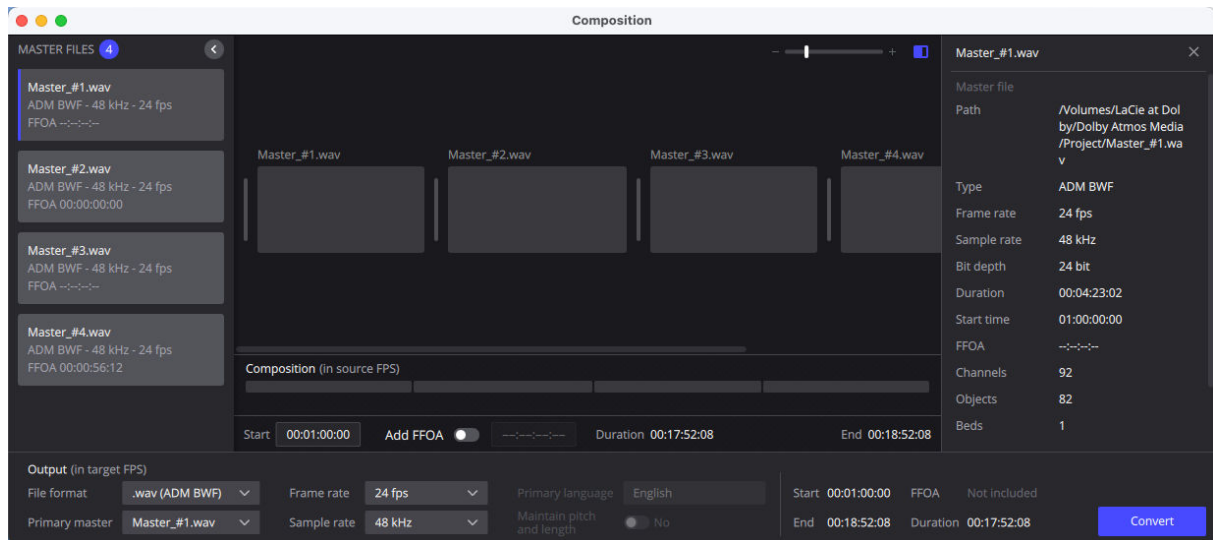 Composition
MASTER FILES 4
Master_#1.wav
ADM BWF - 48 kHz - 24 fps
FFOA --:--:--:--
Master_#2.wav
ADM BWF - 48 kHz - 24 fps
FFOA 00:00:00:00
Master_#3.wav
ADM BWF - 48 kHz - 24 fps
FFOA --:--:--:--
Master_#4.wav
ADM BWF - 48 kHz - 24 fps
FFOA 00:00:56:12
Master_#1.wav Master_#2.wav Master_#3.wav Master_#4.wav
Composition (in source FPS)
Start 00:01:00:00 Add FFOA --:--:--:-- Duration 00:17:52:08 End 00:18:52:08
Master_#1.wav
Master file
Path /Volumes/LaCie at Dol
by/Dolby Atmos Media
/Project/Master_#1.wa
v
Type ADM BWF
Frame rate 24 fps
Sample rate 48 kHz
Bit depth 24 bit
Duration 00:04:23:02
Start time 01:00:00:00
FFOA --:--:--:--
Channels 92
Objects 82
Beds 1
Output (in target FPS)
File format .wav (ADM BWF) Frame rate 24 fps Primary language English Start 00:01:00:00 FFOA Not included
Primary master Master_#1.wav Sample rate 48 kHz Maintain pitch
and length No End 00:18:52:08 Duration 00:17:52:08 Convert